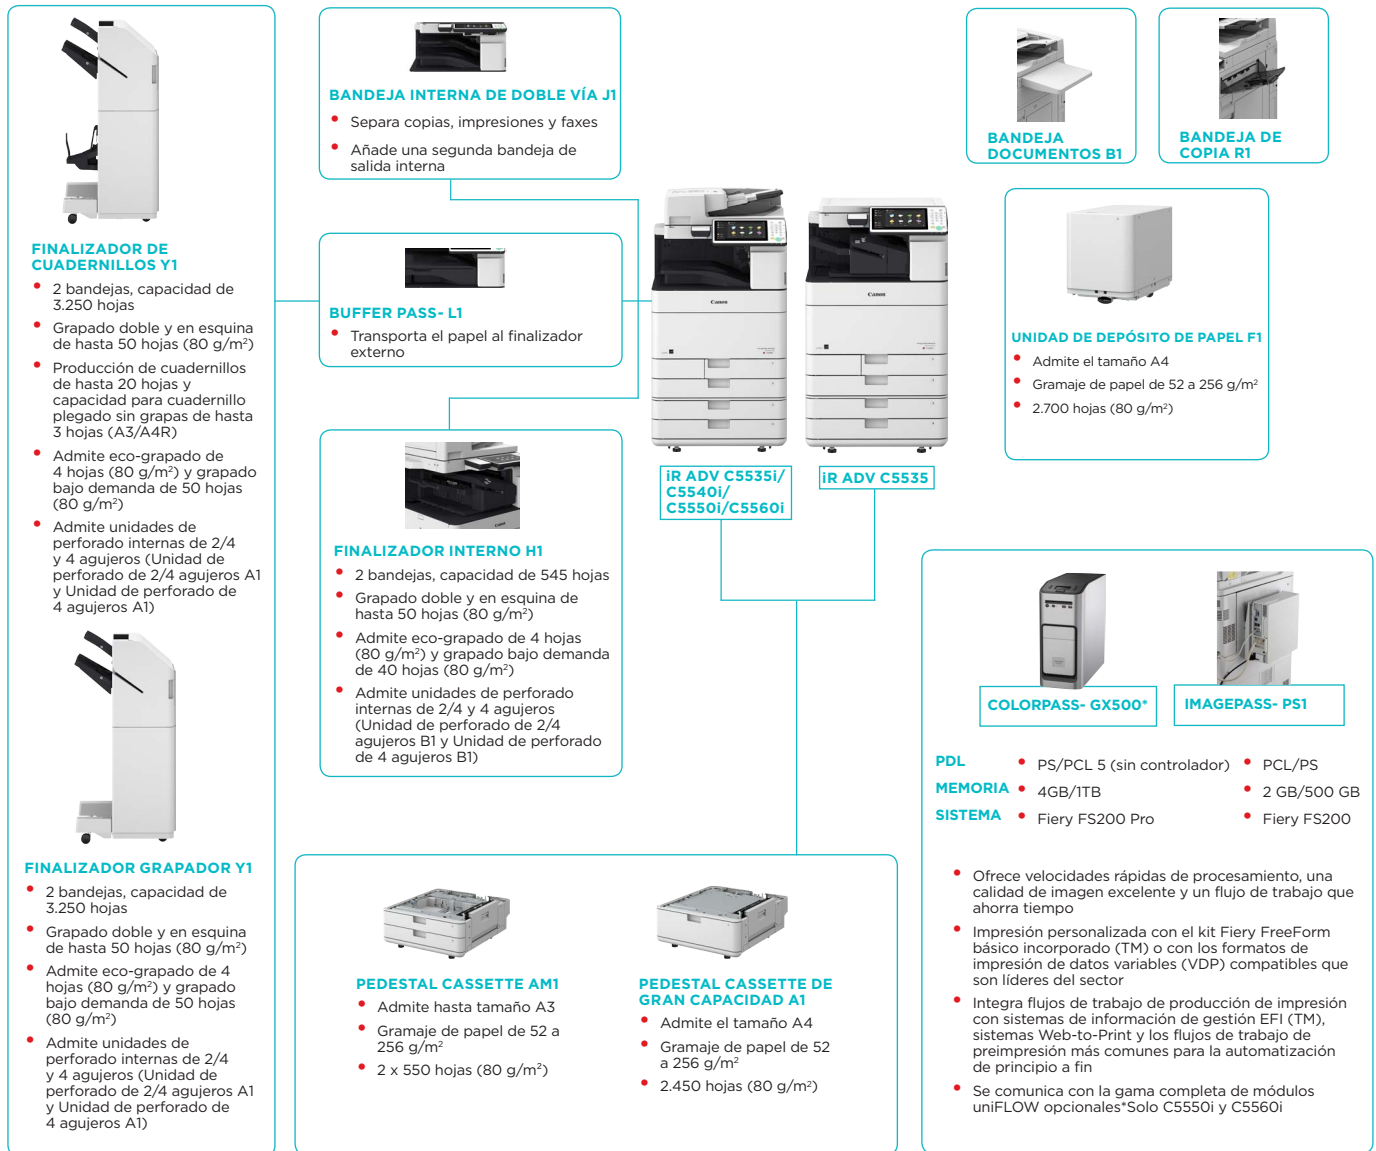 FINALIZADOR DE
CUADERNILLOS Y1
• 2 bandejas, capacidad de
3.250 hojas
• Grapado doble y en esquina
de hasta 50 hojas (80 g/m²)
• Producción de cuadernillos
de hasta 20 hojas y
capacidad para cuadernillo
plegado sin grapas de hasta
3 hojas (A3/A4R)
• Admite eco-grapado de
4 hojas (80 g/m²) y grapado
bajo demanda de 50 hojas
(80 g/m²)
• Admite unidades de
perforado internas de 2/4
y 4 agujeros (Unidad de
perforado de 2/4 agujeros A1
y Unidad de perforado de
4 agujeros A1)
FINALIZADOR GRAPADOR Y1
• 2 bandejas, capacidad de
3.250 hojas
• Grapado doble y en esquina
de hasta 50 hojas (80 g/m²)
• Admite eco-grapado de 4
hojas (80 g/m²) y grapado
bajo demanda de 50 hojas
(80 g/m²)
• Admite unidades de
perforado internas de 2/4
y 4 agujeros (Unidad de
perforado de 2/4 agujeros A1
y Unidad de perforado de
4 agujeros A1)
BANDEJA INTERNA DE DOBLE VÍA J1
• Separa copias, impresiones y faxes
• Añade una segunda bandeja de
salida interna
BUFFER PASS- L1
• Transporta el papel al finalizador
externo
FINALIZADOR INTERNO H1
• 2 bandejas, capacidad de 545 hojas
• Grapado doble y en esquina de
hasta 50 hojas (80 g/m²)
• Admite eco-grapado de 4 hojas
(80 g/m²) y grapado bajo demanda
de 40 hojas (80 g/m²)
• Admite unidades de perforado
internas de 2/4 y 4 agujeros
(Unidad de perforado de 2/4
agujeros B1 y Unidad de perforado
de 4 agujeros B1)
Canon
Canon
iR ADV C5535i/
C5540i/
C5550i/C5560i
iR ADV C5535
BANDEJA
DOCUMENTOS B1
BANDEJA DE
COPIA R1
UNIDAD DE DEPÓSITO DE PAPEL F1
• Admite el tamaño A4
• Gramaje de papel de 52 a 256 g/m²
• 2.700 hojas (80 g/m²)
PEDESTAL CASSETTE AM1
• Admite hasta tamaño A3
• Gramaje de papel de 52 a
256 g/m²
• 2 x 550 hojas (80 g/m²)
PEDESTAL CASSETTE DE
GRAN CAPACIDAD A1
• Admite el tamaño A4
• Gramaje de papel de 52
a 256 g/m²
• 2.450 hojas (80 g/m²)
COLORPASS- GX500*
IMAGEPASS- PS1
PDL • PS/PCL 5 (sin controlador) • PCL/PS
MEMORIA • 4GB/1TB • 2 GB/500 GB
SISTEMA • Fiery FS200 Pro • Fiery FS200
• Ofrece velocidades rápidas de procesamiento, una
calidad de imagen excelente y un flujo de trabajo que
ahorra tiempo
• Impresión personalizada con el kit Fiery FreeForm
básico incorporado (TM) o con los formatos de
impresión de datos variables (VDP) compatibles que
son líderes del sector
• Integra flujos de trabajo de producción de impresión
con sistemas de información de gestión EFI (TM),
sistemas Web-to-Print y los flujos de trabajo de
preimpresión más comunes para la automatización
de principio a fin
• Se comunica con la gama completa de módulos
uniFLOW opcionales*Solo C5550i y C5560i